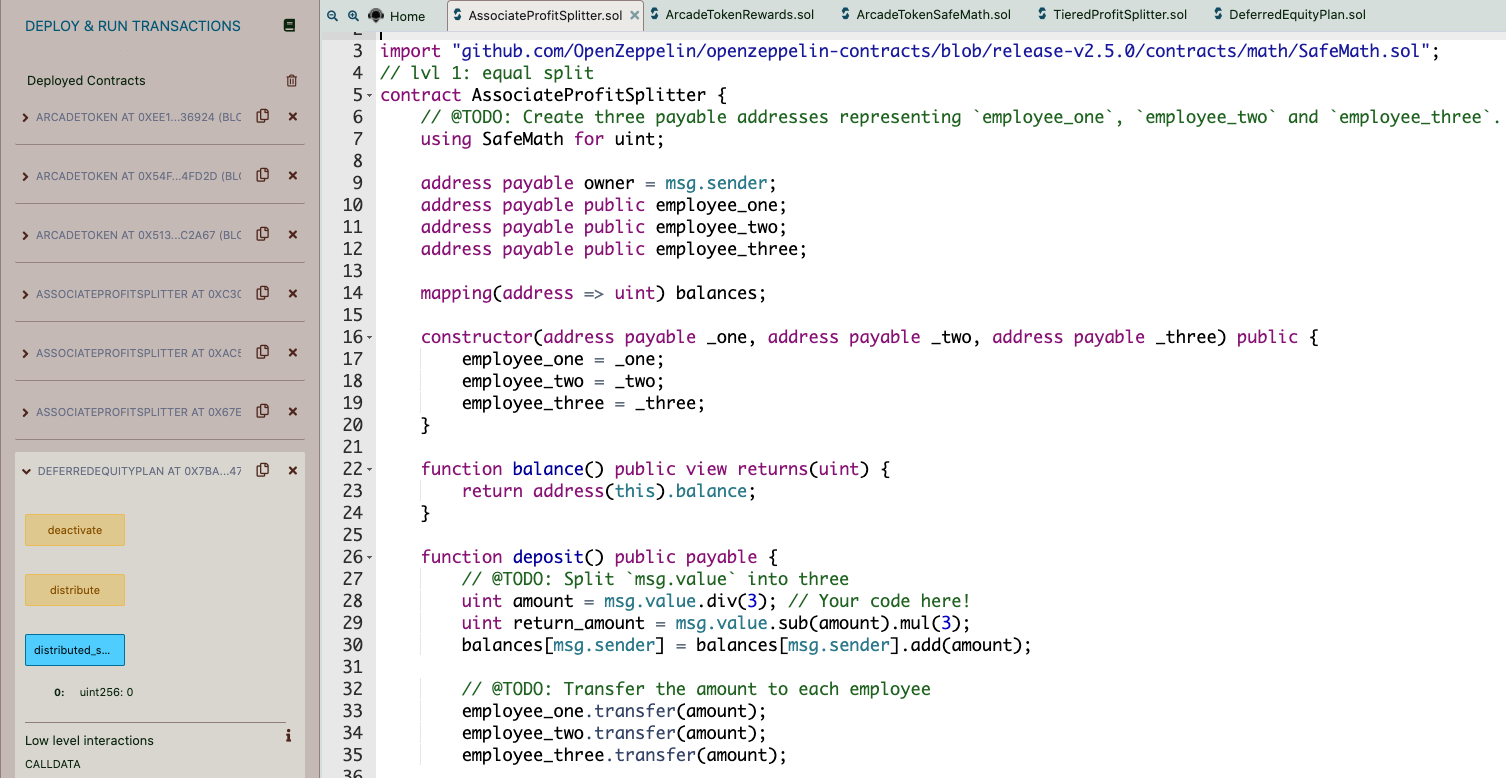 DEPLOY & RUN TRANSACTIONS
Deployed Contracts
ARCADETOKEN AT 0XEE1...36924 (BLC
ARCADETOKEN AT 0X54F...4FD2D (BLC
ARCADETOKEN AT 0X513...C2A67 (BLC
ASSOCIATEPROFITSPLITTER AT 0XC3C
ASSOCIATEPROFITSPLITTER AT 0XAC5
ASSOCIATEPROFITSPLITTER AT 0X67E
DEFERREDEQUITYPLAN AT 0X7BA...47
deactivate
distribute
distributed_s...
0: uint256: 0
Low level interactions
CALLDATA
Home AssociateProfitSplitter.sol ArcadeTokenRewards.sol ArcadeTokenSafeMath.sol TieredProfitSplitter.sol DeferredEquityPlan.sol
2
3 import "github.com/OpenZeppelin/openzeppelin-contracts/blob/release-v2.5.0/contracts/math/SafeMath.sol";
4 // lvl 1: equal split
5 contract AssociateProfitSplitter {
6 // @TODO: Create three payable addresses representing `employee_one`, `employee_two` and `employee_three`.
7 using SafeMath for uint;
8
9 address payable owner = msg.sender;
10 address payable public employee_one;
11 address payable public employee_two;
12 address payable public employee_three;
13
14 mapping(address => uint) balances;
15
16 constructor(address payable _one, address payable _two, address payable _three) public {
17 employee_one = _one;
18 employee_two = _two;
19 employee_three = _three;
20 }
21
22 function balance() public view returns(uint) {
23 return address(this).balance;
24 }
25
26 function deposit() public payable {
27 // @TODO: Split `msg.value` into three
28 uint amount = msg.value.div(3); // Your code here!
29 uint return_amount = msg.value.sub(amount).mul(3);
30 balances[msg.sender] = balances[msg.sender].add(amount);
31
32 // @TODO: Transfer the amount to each employee
33 employee_one.transfer(amount);
34 employee_two.transfer(amount);
35 employee_three.transfer(amount);
36